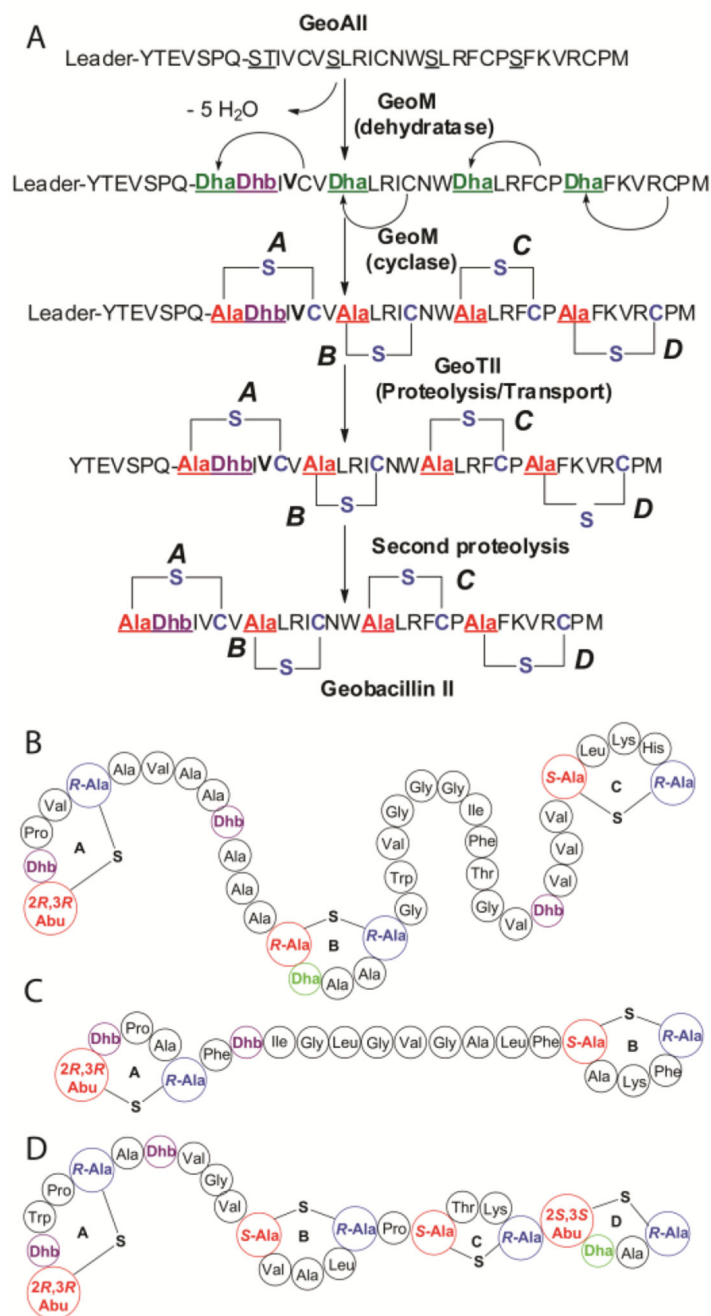 A
GeoAII
Leader-YTEVSPQ-STIVCVSLRICNWSLRFCPSFKVRCPM
- 5 H2O
GeoM
(dehydratase)
Leader-YTEVSPQ-DhaDhbIVCVDhaLRICNWDhaLRFCPDhaFKVRCPM
GeoM
(cyclase)
A
S
C
S
Leader-YTEVSPQ-AlaDhbIVCVAlaLRICNWAlaLRFCPAlaFKVRCPM
B
S
S
D
GeoTII
(Proteolysis/Transport)
A
S
S
C
YTEVSPQ-AlaDhbIVCVAlaLRICNWAlaLRFCPAlaFKVRCPM
B
S
S
D
Second proteolysis
A
S
S
C
AlaDhbIVCVAlaLRICNWAlaLRFCPAlaFKVRCPM
B
S
S
D
Geobacillin II
B
2R,3R
Abu
Dhb
Pro
Val
R-Ala
A
S
Ala
Val
Ala
Ala
Dhb
Ala
Ala
Ala
R-Ala
Dha
Ala
Ala
R-Ala
S
B
Gly
Trp
Val
Gly
Gly
Gly
Ile
Phe
Thr
Gly
Val
Dhb
Val
Val
Val
S-Ala
Leu
Lys
His
R-Ala
C
S
C
2R,3R
Abu
Dhb
Pro
Ala
R-Ala
A
S
Phe
Dhb
Ile
Gly
Leu
Gly
Val
Gly
Ala
Leu
Phe
S-Ala
Ala
Lys
Phe
R-Ala
S
B
D
2R,3R
Abu
Dhb
Trp
Pro
R-Ala
A
S
Ala
Dhb
Val
Gly
Val
S-Ala
Val
Ala
Leu
R-Ala
S
B
Pro
S-Ala
Thr
Lys
R-Ala
C
S
2S,3S
Abu
Dha
Ala
R-Ala
S
D